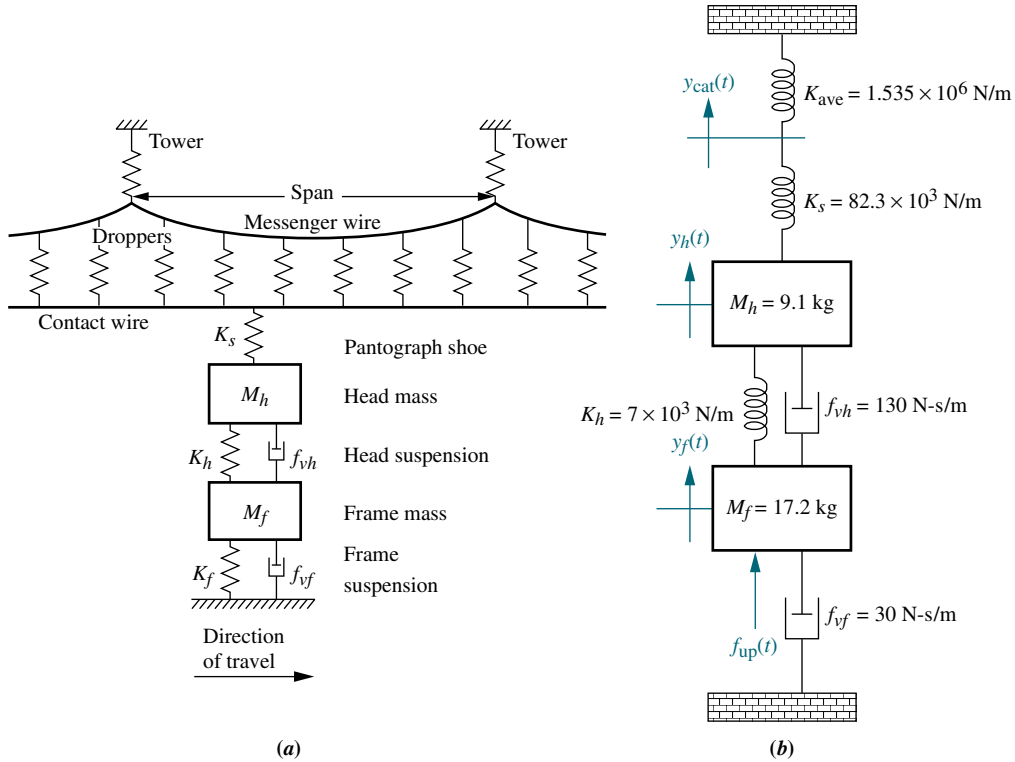 Tower
Tower
Span
Messenger wire
Droppers
Contact wire
K_s
Pantograph shoe
M_h
Head mass
K_h
f_vh
Head suspension
M_f
Frame mass
K_f
f_vf
Frame
suspension
Direction
of travel
(a)
y_cat(t)
K_ave = 1.535 × 10^6 N/m
K_s = 82.3 × 10^3 N/m
y_h(t)
M_h = 9.1 kg
K_h = 7 × 10^3 N/m
f_vh = 130 N-s/m
y_f(t)
M_f = 17.2 kg
f_vf = 30 N-s/m
f_up(t)
(b)